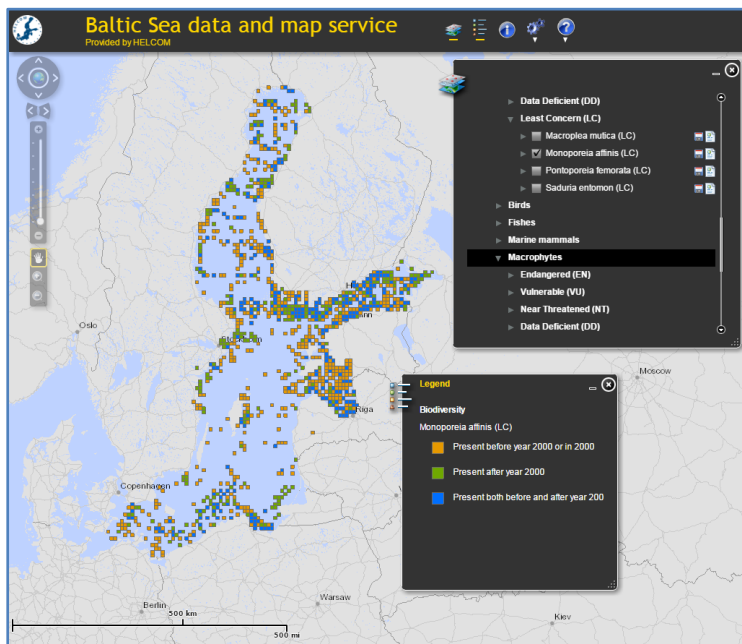 Baltic Sea data and map service
Provided by HELCOM
Data Deficient (DD)
Least Concern (LC)
Macroplea mutica (LC)
Monoporeia affinis (LC)
Pontoporeia femorata (LC)
Saduria entomon (LC)
Birds
Fishes
Marine mammals
Macrophytes
Endangered (EN)
Vulnerable (VU)
Near Threatened (NT)
Data Deficient (DD)
Oslo
Riga
Moscow
Copenhagen
Legend
Biodiversity
Monoporeia affinis (LC)
Present before year 2000 or in 2000
Present after year 2000
Present both before and after year 200
Berlin
Warsaw
Kiev
500 km
500 mi